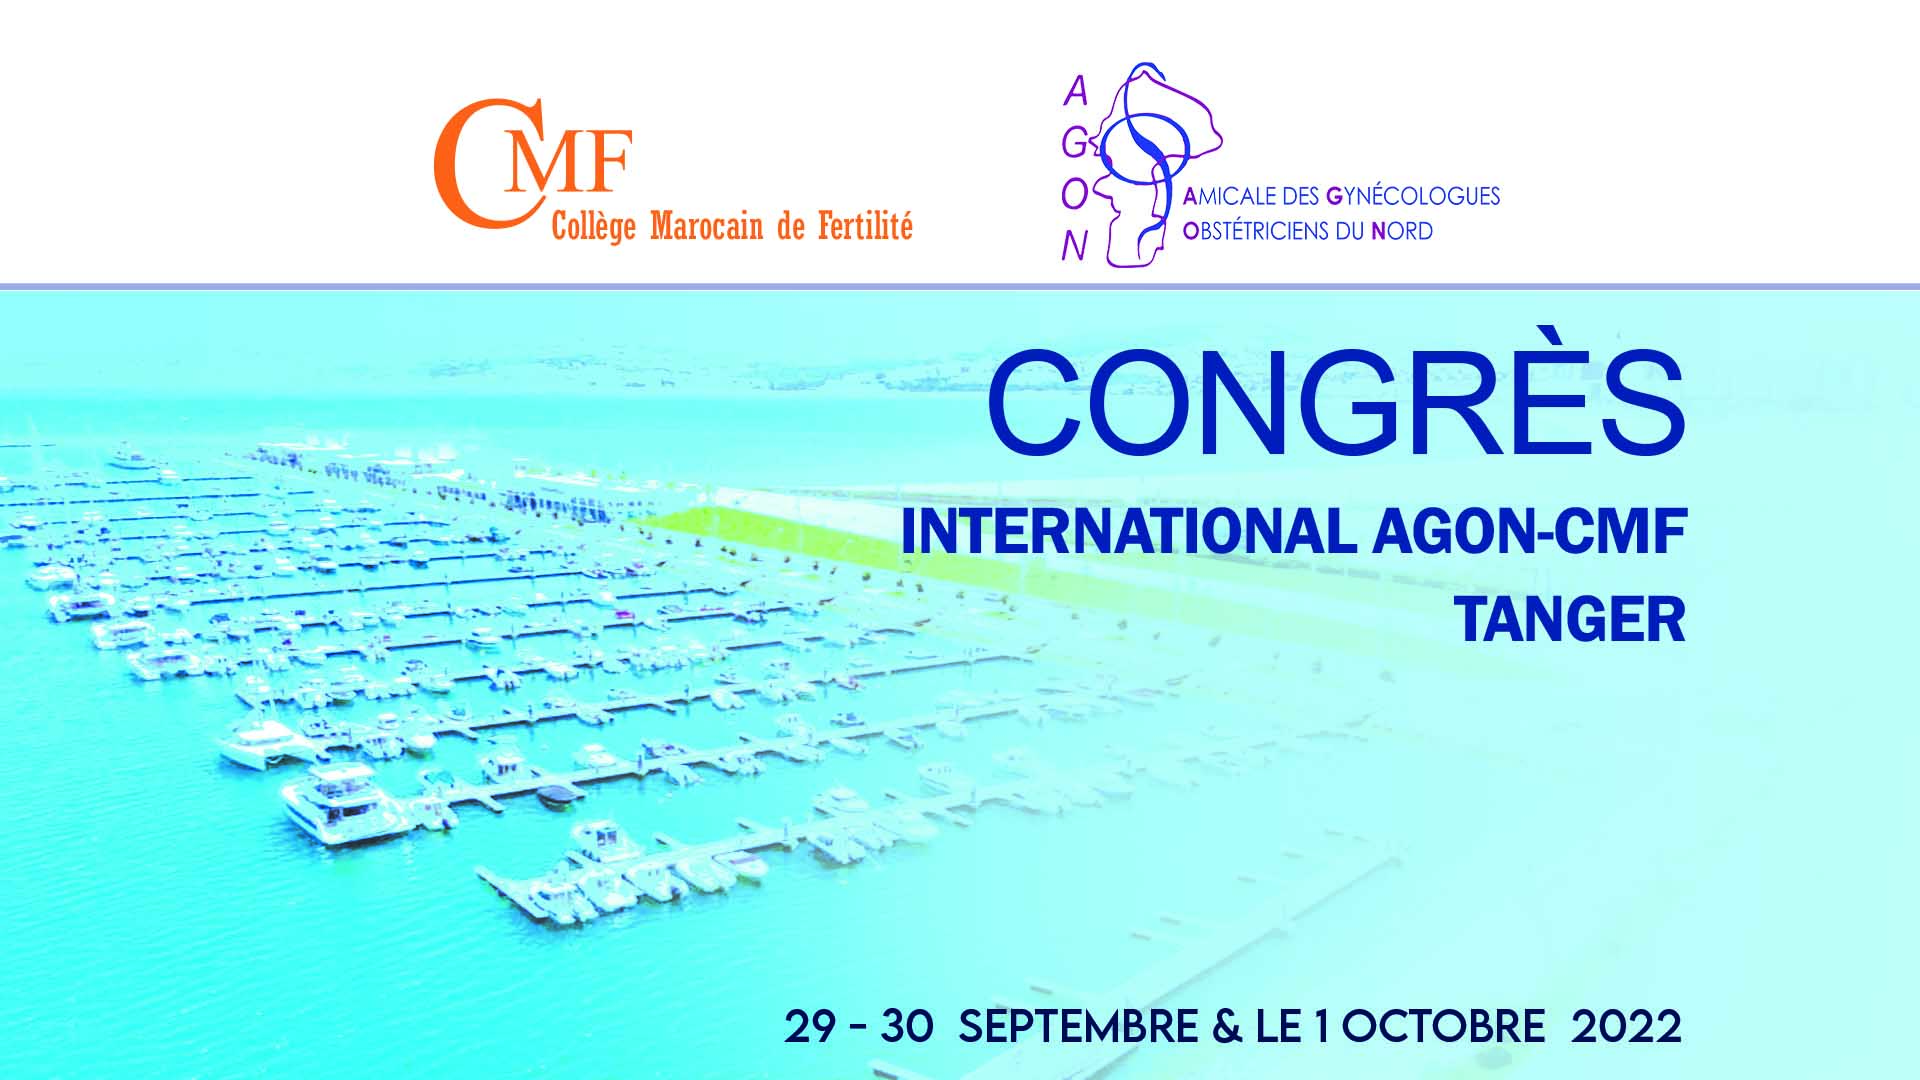 CMF
Collège Marocain de Fertilité
AGON
AMICALE DES GYNÉCOLOGUES
OBSTÉTRICIENS DU NORD
CONGRÈS
INTERNATIONAL AGON-CMF
TANGER
29 - 30 SEPTEMBRE & LE 1 OCTOBRE 2022